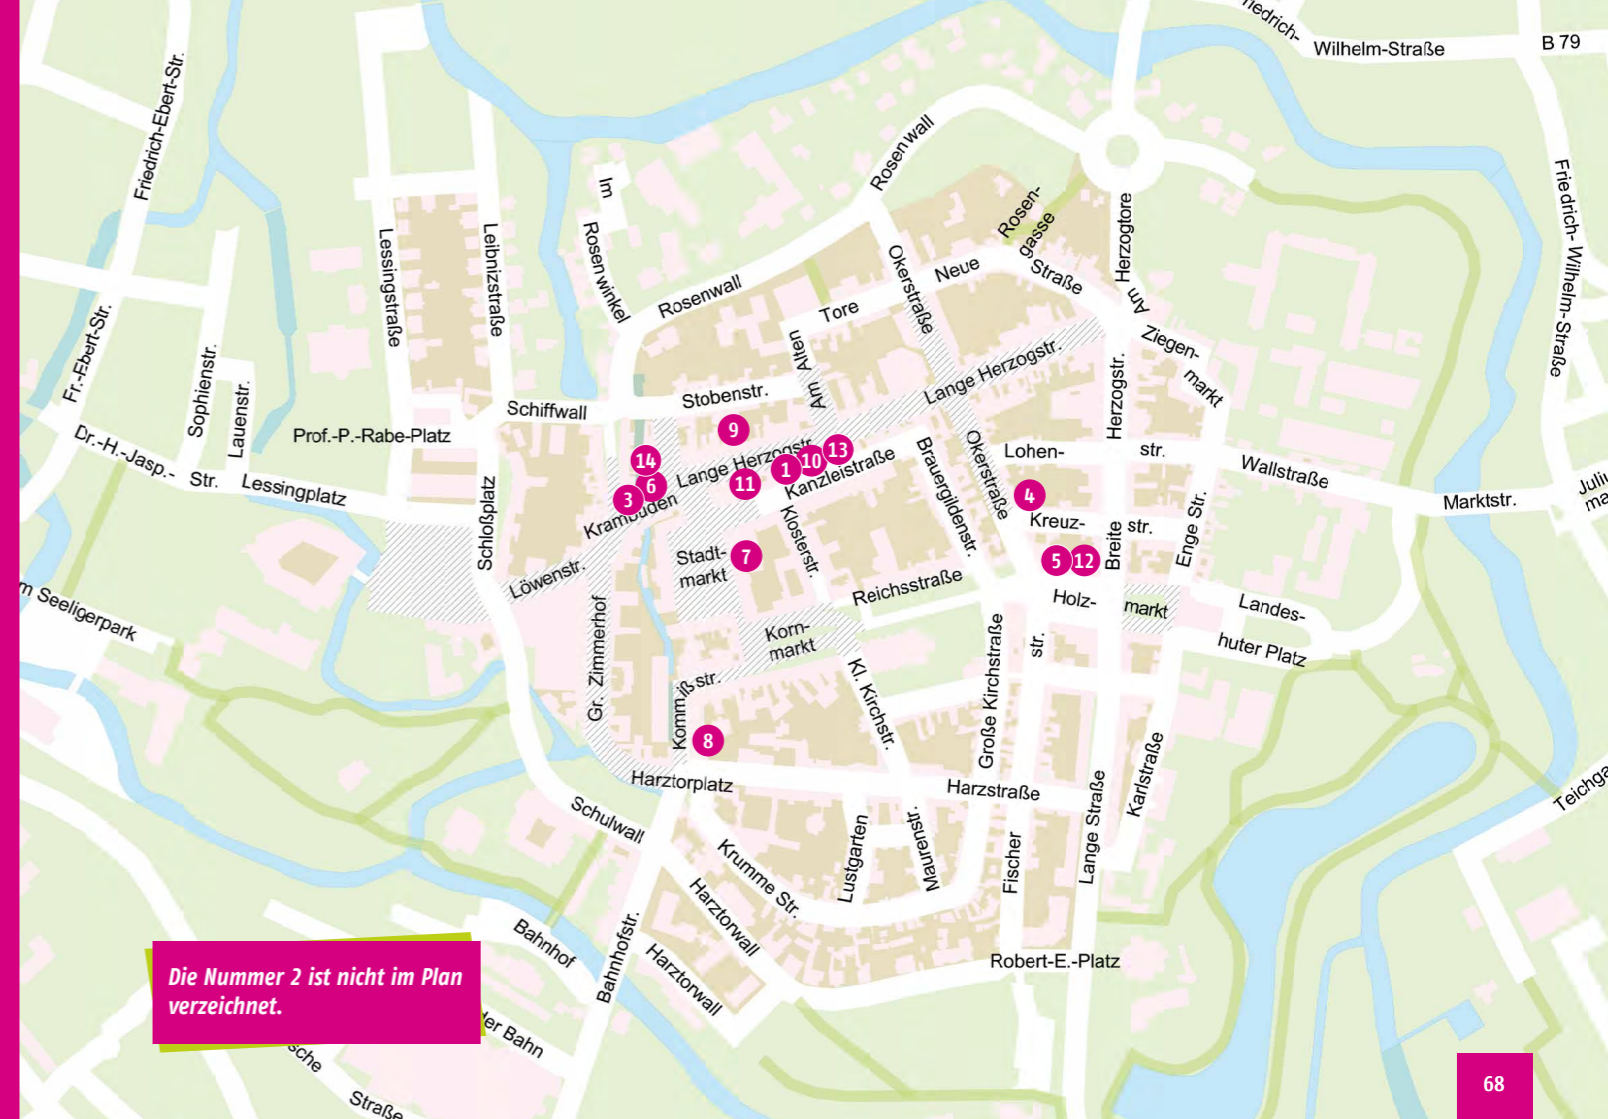 Friedrich-
Wilhelm-Straße
B 79
Friedrich-Ebert-Str.
Rosenwall
Im
Rosenwinkel
Rosen-
gasse
Herzogtore
Am
Friedrich- Wilhelm-Straße
Lessingstraße
Leibnizstraße
Okerstraße
Neue
Straße
Rosenwall
Tore
Am Alten
Fr.-Ebert-Str.
Sophienstr.
Lauenstr.
Ziegen-
markt
Lange Herzogstr.
Herzogstr.
Stobenstr.
Schiffwall
Prof.-P.-Rabe-Platz
9
Dr.-H.-Jasp.-
Str.
Lessingplatz
14
Lange Herzogstr.
13
10
1
11
6
3
Krambuden
Kanzleistraße
Brauergildenstr.
Okerstraße
Lohen-
str.
Wallstraße
Marktstr.
4
Kreuz-
str.
Breite
Enge Str.
Schloßplatz
Klosterstr.
Stadt-
markt
7
5
12
Löwenstr.
Reichsstraße
Holz-
markt
Landes-
huter Platz
Seeligerpark
Gr. Zimmerhof
Korn-
markt
Große Kirchstraße
str.
Kommißstr.
Kl. Kirchstr.
8
Harztorplatz
Harzstraße
Karlstraße
Lange Straße
Schulwall
Krumme Str.
Lustgarten
Maurenstr.
Fischer
Harztorwall
Harztorwall
Bahnhofstr.
Bahnhof
Robert-E.-Platz
der Bahn
Straße
Die Nummer 2 ist nicht im Plan
verzeichnet.
68